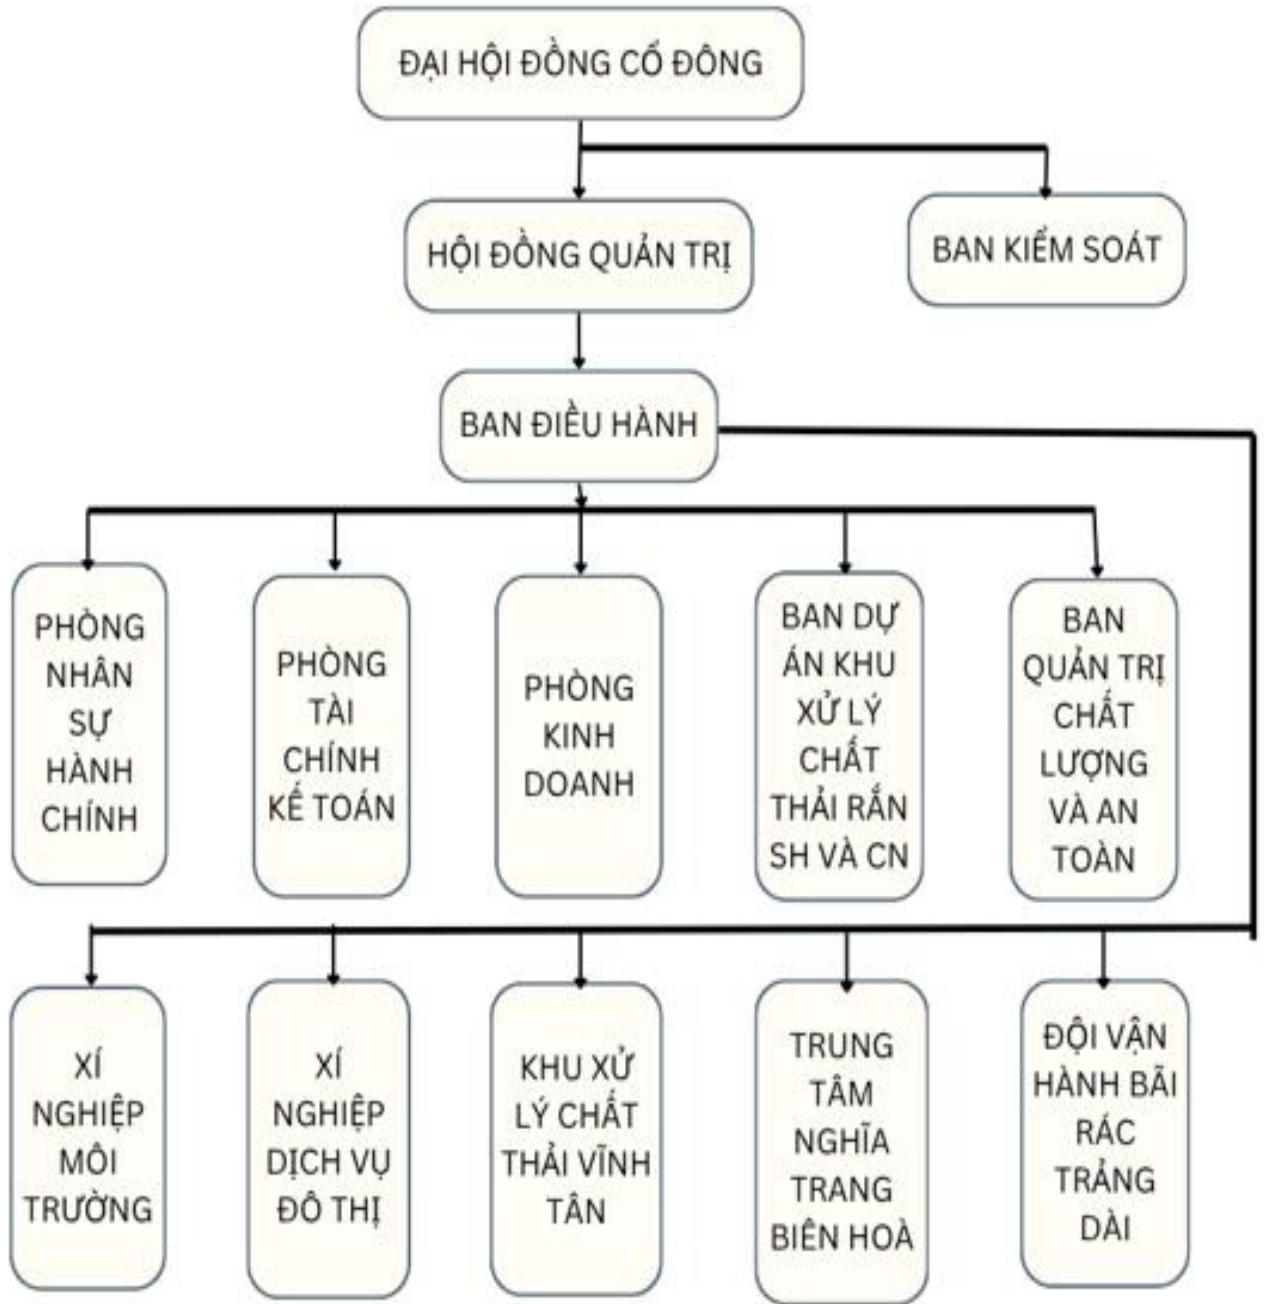 ĐẠI HỘI ĐỒNG CỔ ĐÔNG
HỘI ĐỒNG QUẢN TRỊ
BAN KIỂM SOÁT
BAN ĐIỀU HÀNH
PHÒNG
NHÂN
SỰ
HÀNH
CHÍNH
PHÒNG
TÀI
CHÍNH
KẾ TOÁN
PHÒNG
KINH
DOANH
BAN DỰ
ÁN KHU
XỬ LÝ
CHẤT
THẢI RẮN
SH VÀ CN
BAN
QUẢN TRỊ
CHẤT
LƯỢNG
VÀ AN
TOÀN
XÍ
NGHIỆP
MÔI
TRƯỜNG
XÍ
NGHIỆP
DỊCH VỤ
ĐÔ THỊ
KHU XỬ
LÝ CHẤT
THẢI VĨNH
TÂN
TRUNG
TÂM
NGHĨA
TRANG
BIÊN HOÀ
ĐỘI VẬN
HÀNH BÃI
RÁC
TRẢNG
DÀI